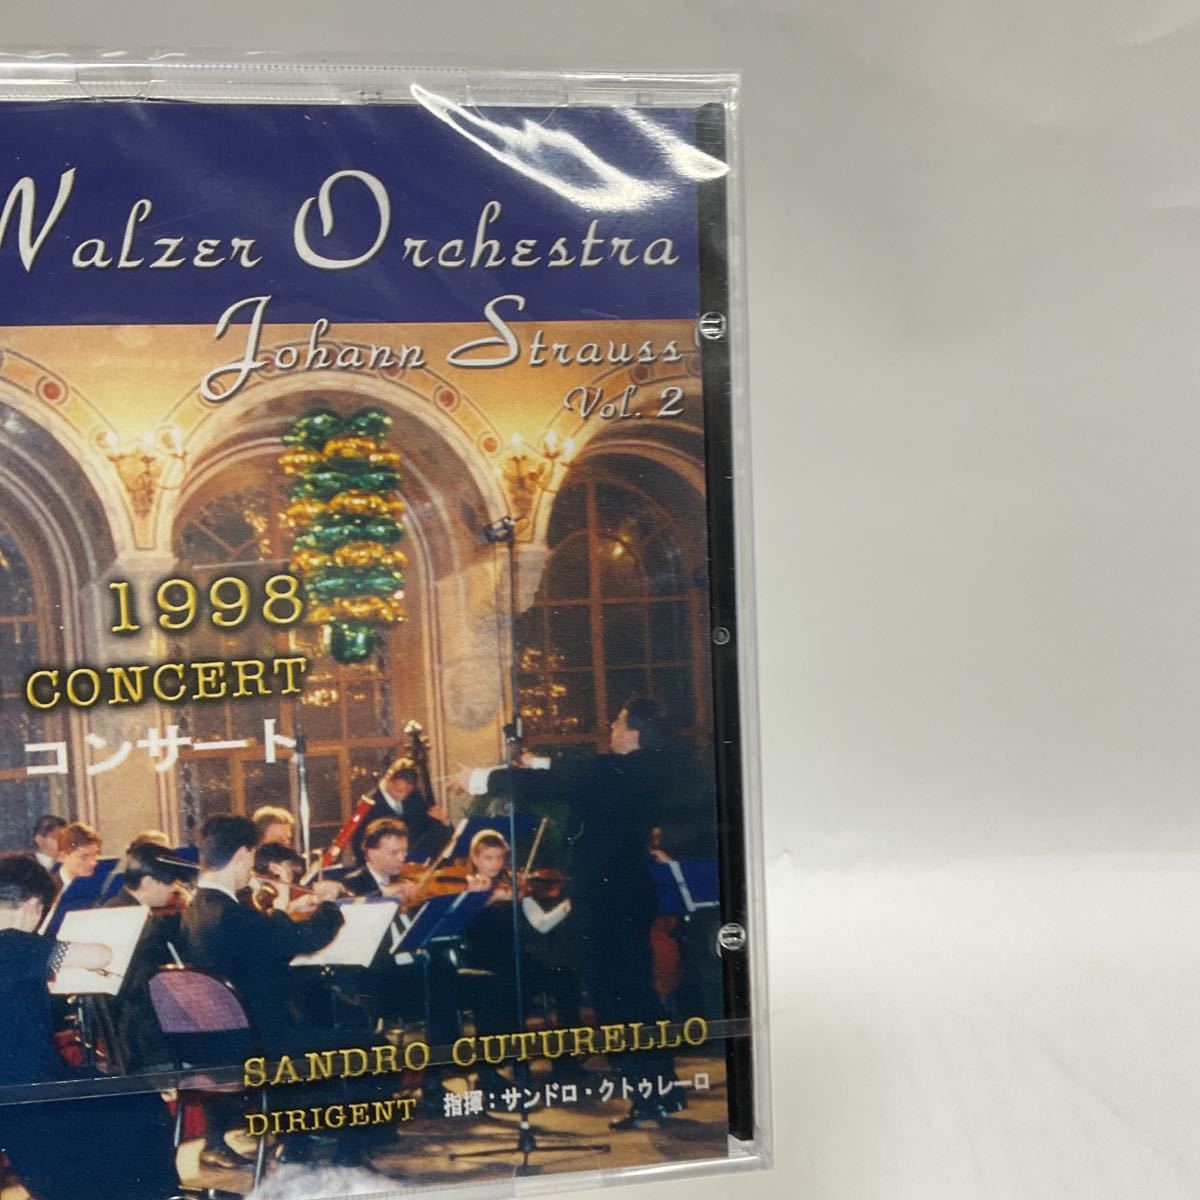 Walzer Orchestra
Johann Strauss
Vol. 2
1998
CONCERT
コンサート
SANDRO CUTURELLO
DIRIGENT 指揮：サンドロ・クトゥレーロ